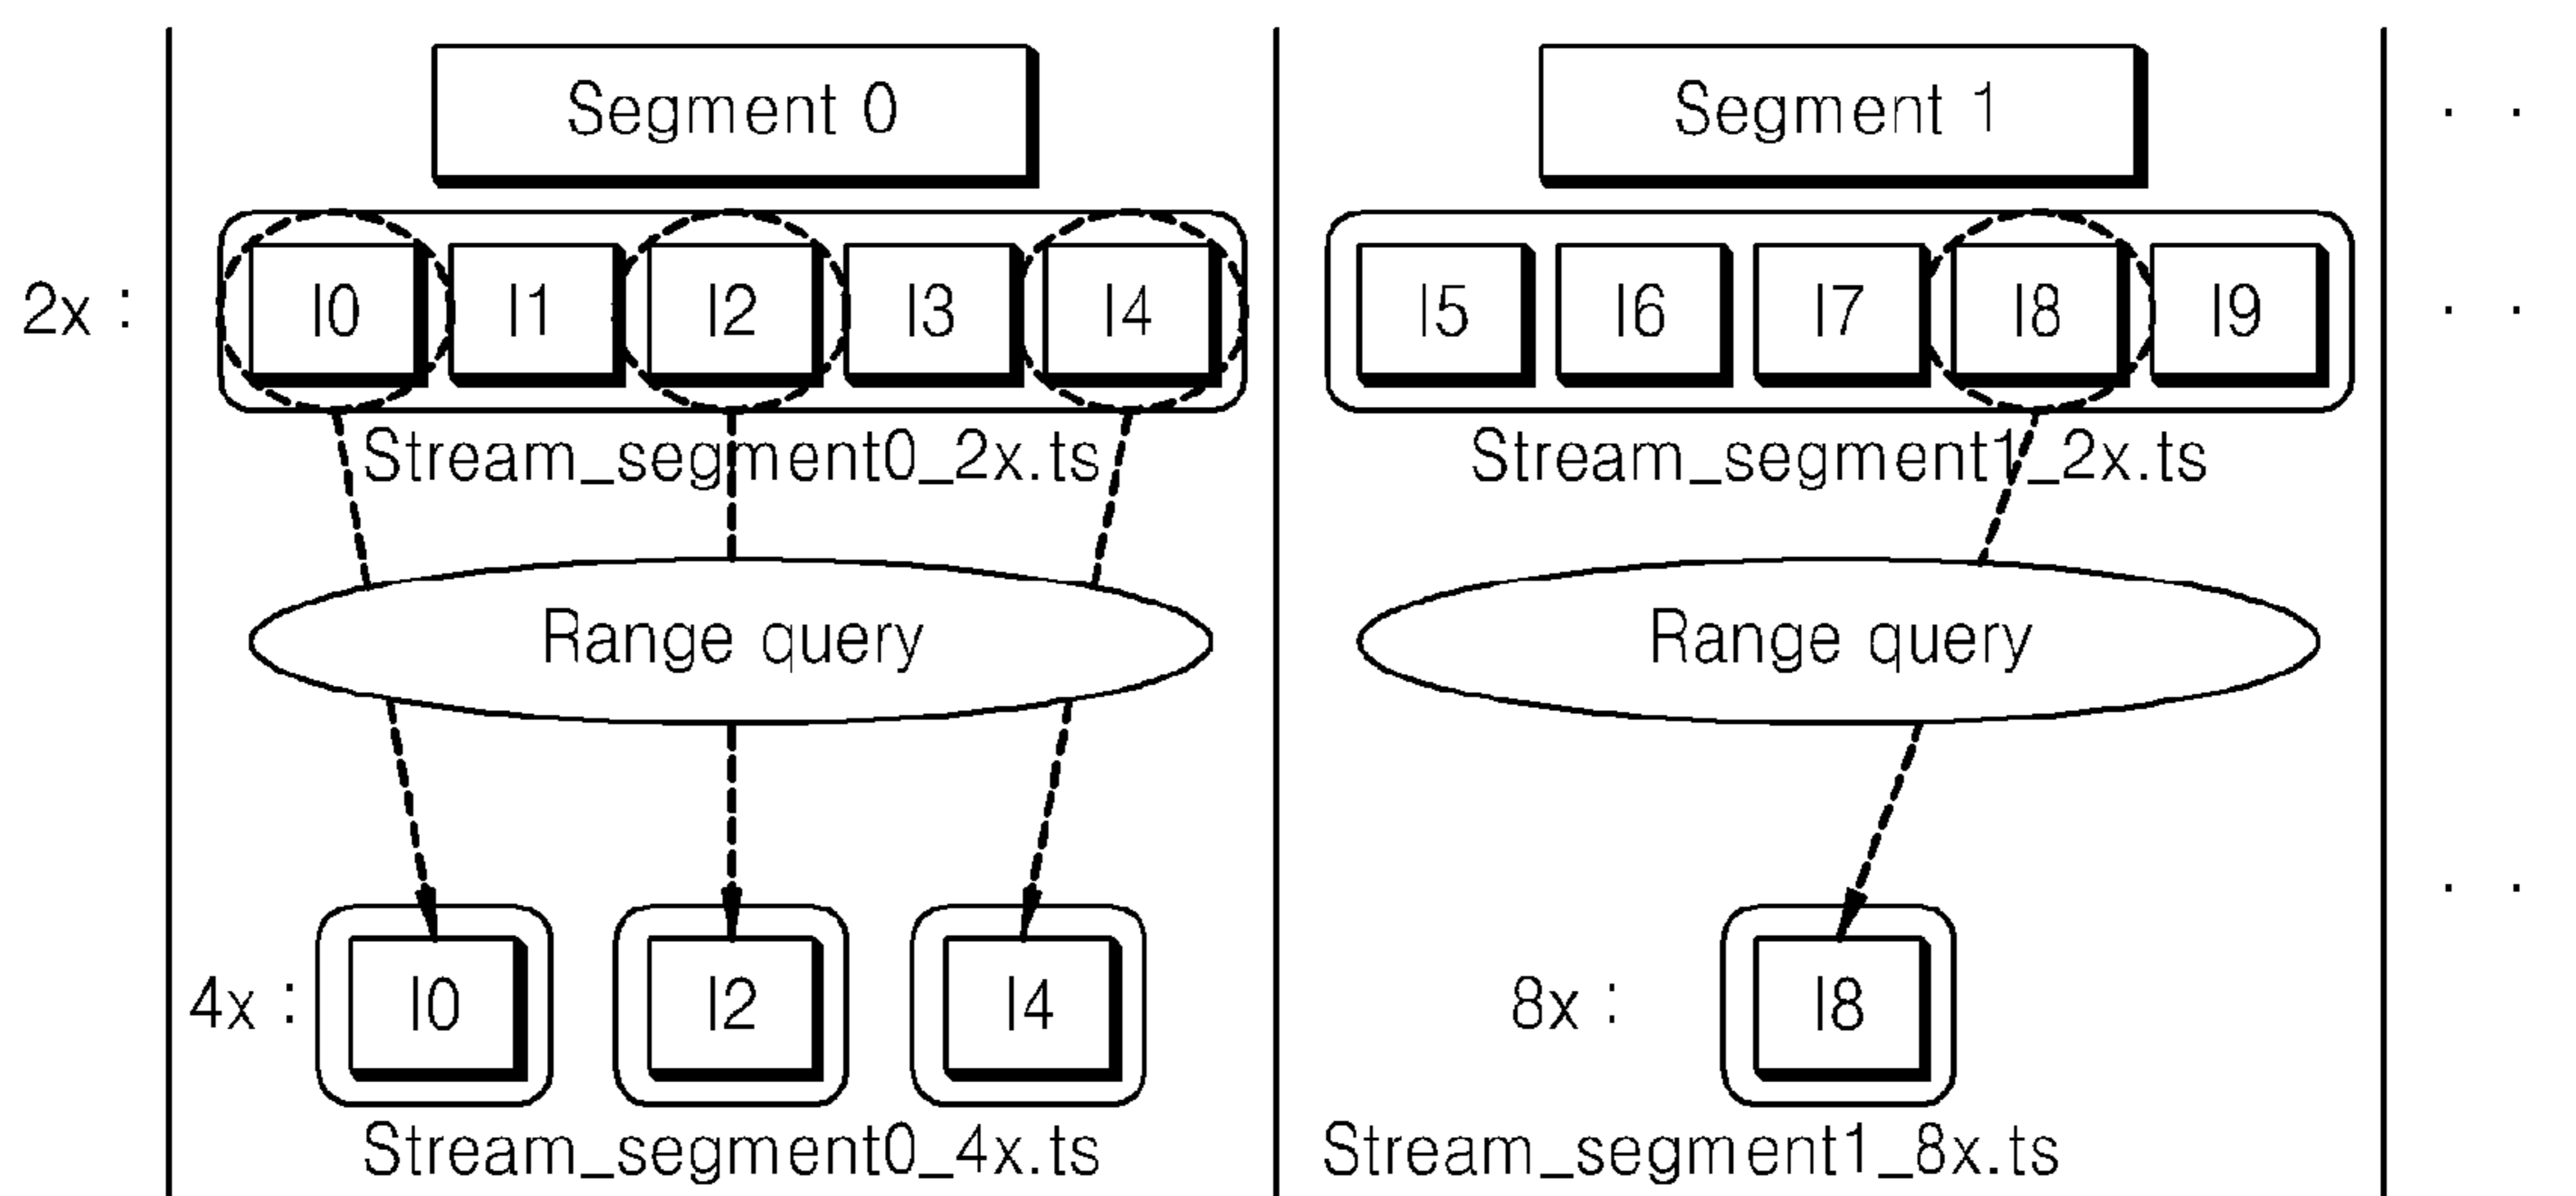 Segment 0
Segment 1
. .
2x :
I0
I1
I2
I3
I4
I5
I6
I7
I8
I9
. .
Stream_segment0_2x.ts
Stream_segment1_2x.ts
Range query
Range query
. .
4x :
I0
I2
I4
8x :
I8
Stream_segment0_4x.ts
Stream_segment1_8x.ts